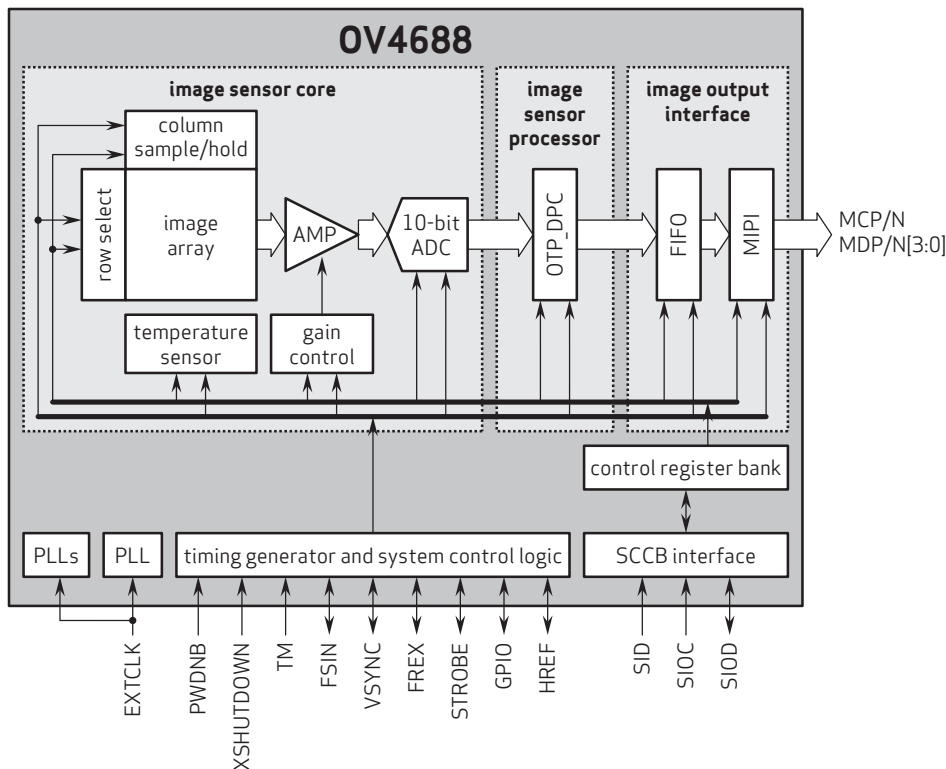 OV4688
image sensor core
image
sensor
processor
image output
interface
column
sample/hold
row select
image
array
AMP
10-bit
ADC
OTP_DPC
FIFO
MIPI
MCP/N
MDP/N[3:0]
temperature
sensor
gain
control
control register bank
PLLs
PLL
timing generator and system control logic
SCCB interface
EXTCLK
PWDNB
XSHUTDOWN
TM
FSIN
VSYNC
FREX
STROBE
GPIO
HREF
SID
SIOC
SIOD